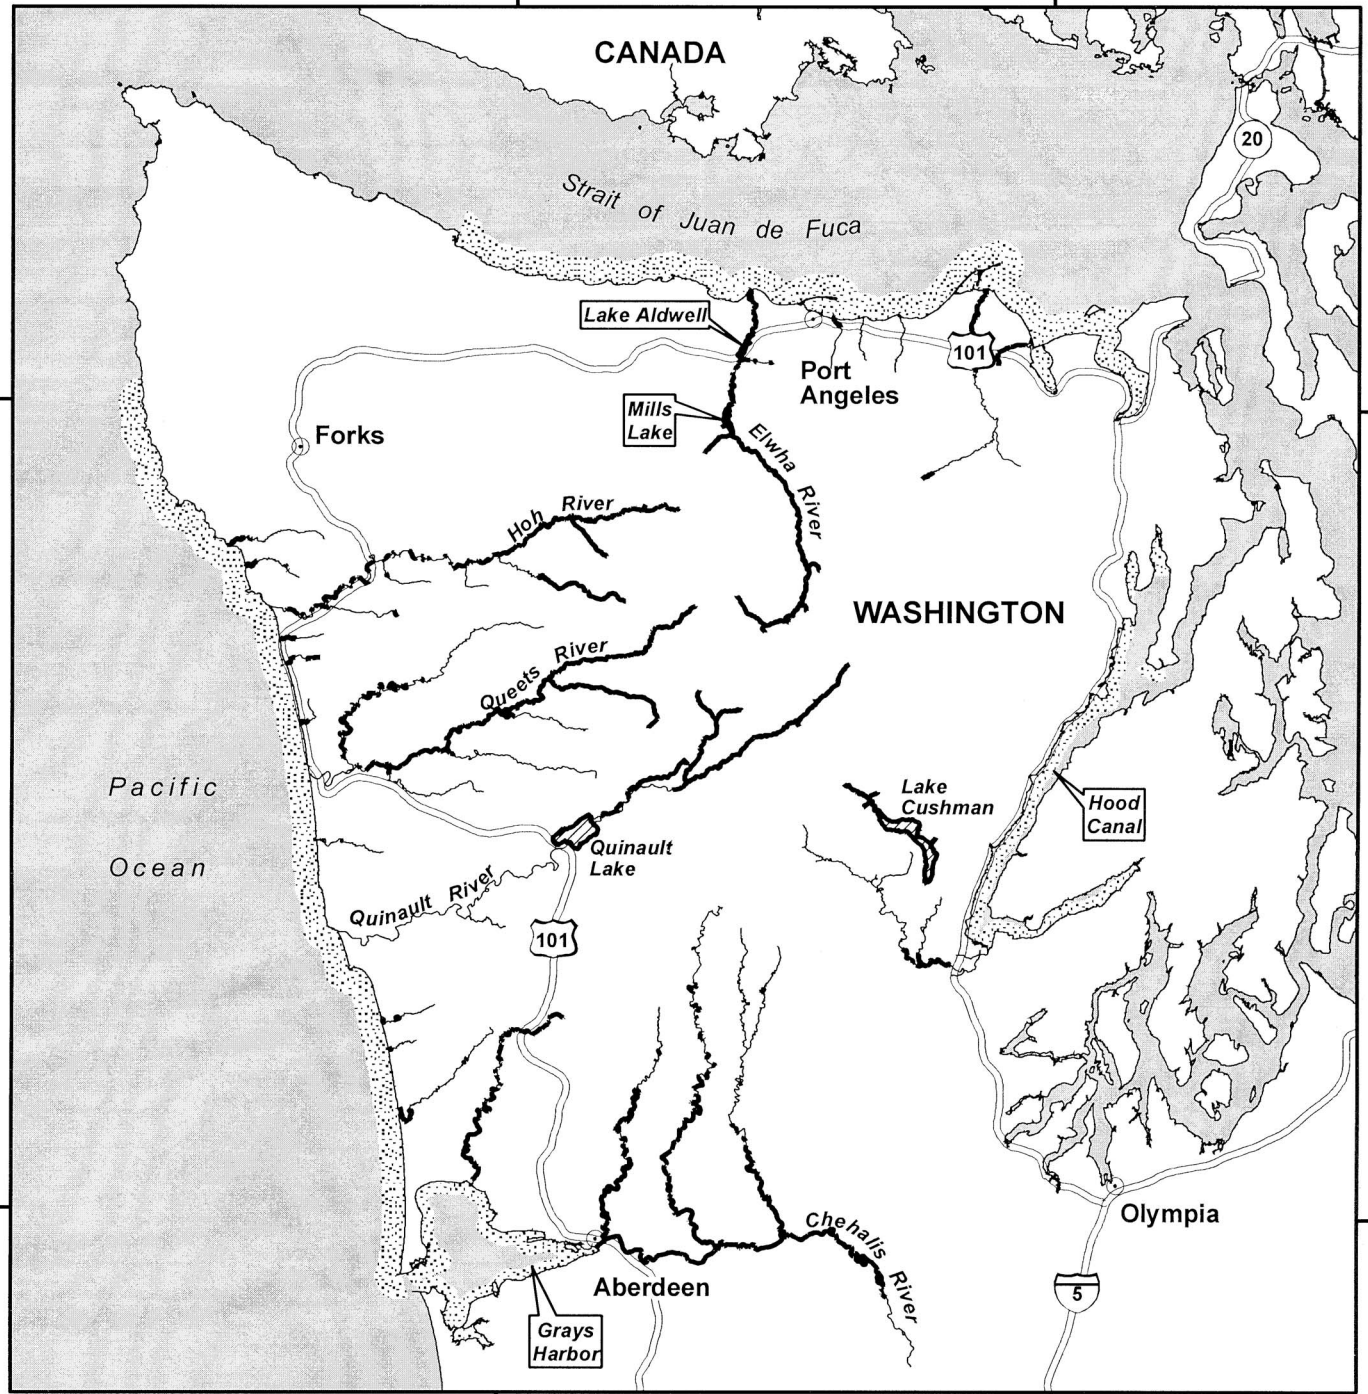 CANADA
20
Strait of Juan de Fuca
Lake Aldwell
101
Port
Angeles
Mills
Lake
Forks
Elwha River
Hoh River
WASHINGTON
Queets River
Pacific
Ocean
Lake
Cushman
Hood
Canal
Quinault
Lake
Quinault River
101
Chehalis River
Olympia
Aberdeen
5
Grays
Harbor